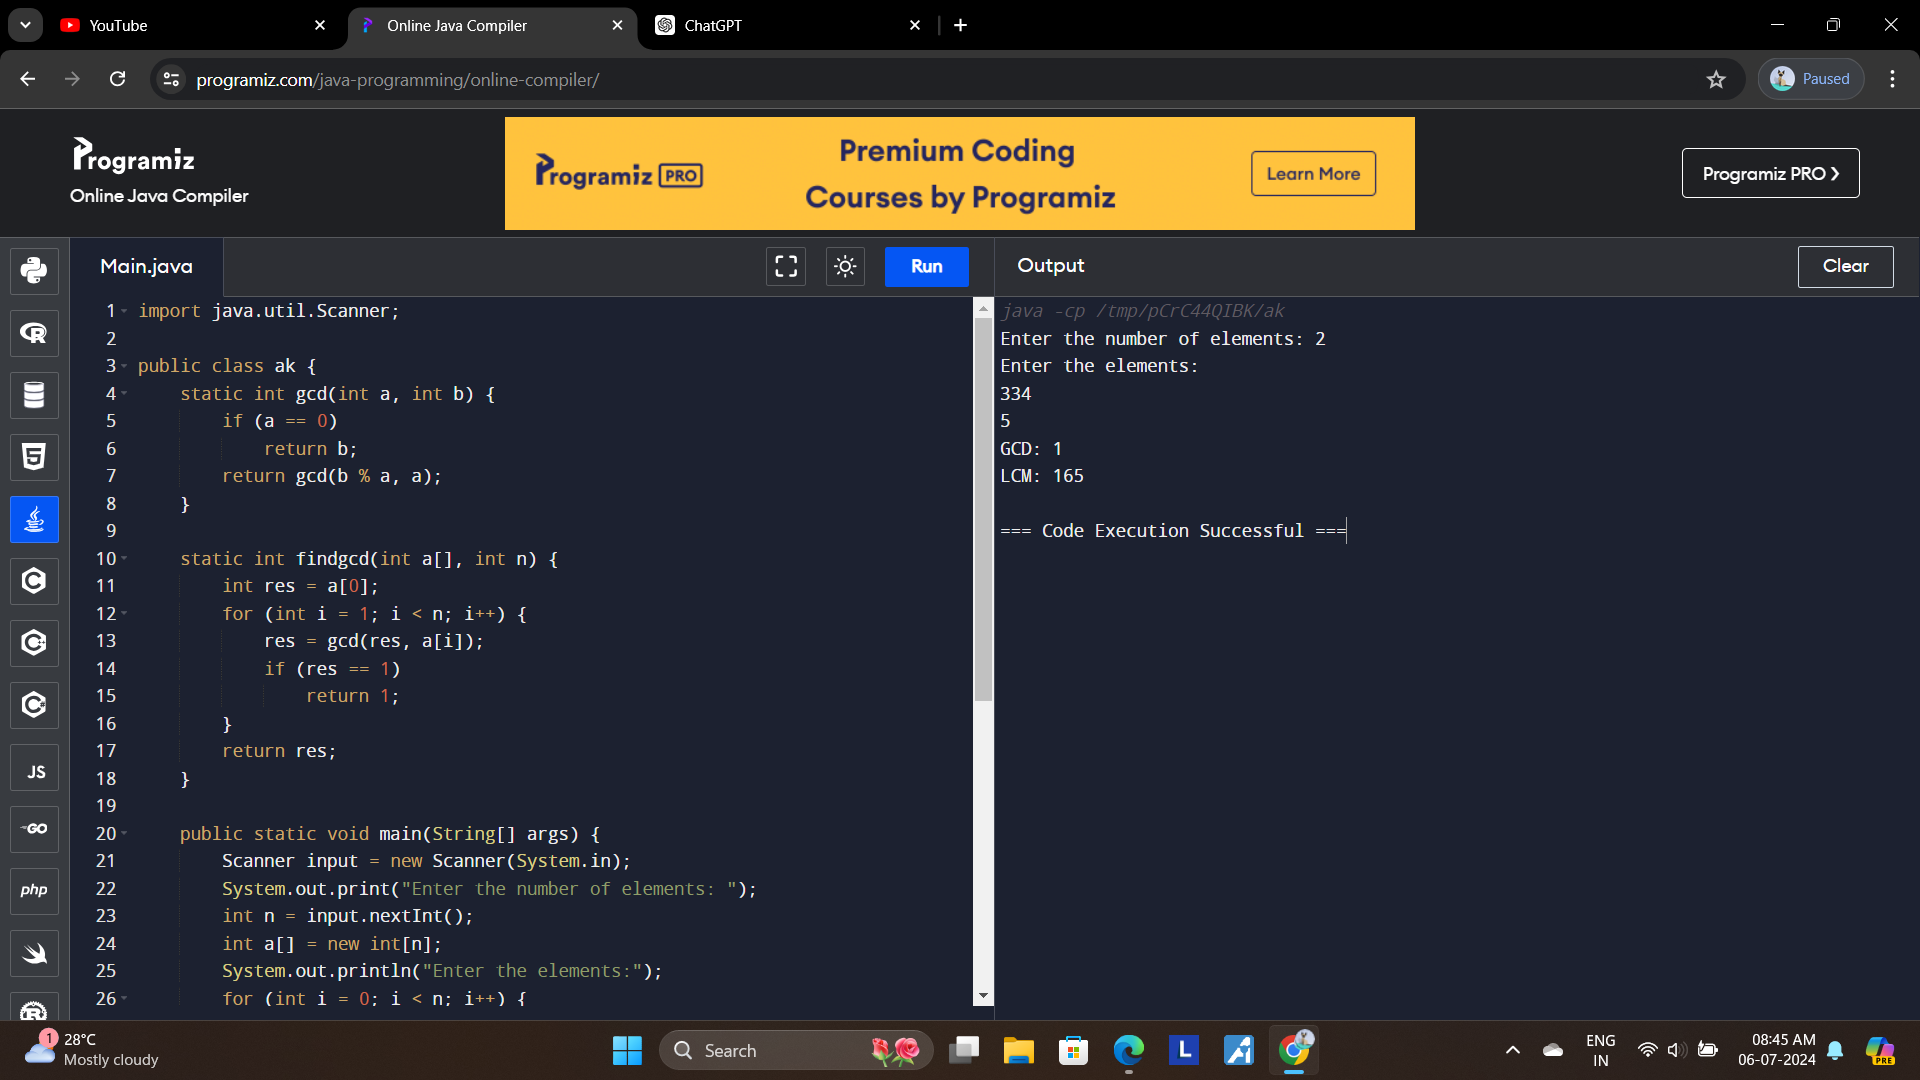 YouTube
Online Java Compiler
ChatGPT
programiz.com/java-programming/online-compiler/
Paused
Programiz
Online Java Compiler
Programiz PRO
Premium Coding
Courses by Programiz
Learn More
Programiz PRO
Main.java
Run
Output
Clear
1 import java.util.Scanner;
2
3 public class ak {
4 static int gcd(int a, int b) {
5 if (a == 0)
6 return b;
7 return gcd(b % a, a);
8 }
9
10 static int findgcd(int a[], int n) {
11 int res = a[0];
12 for (int i = 1; i < n; i++) {
13 res = gcd(res, a[i]);
14 if (res == 1)
15 return 1;
16 }
17 return res;
18 }
19
20 public static void main(String[] args) {
21 Scanner input = new Scanner(System.in);
22 System.out.print("Enter the number of elements: ");
23 int n = input.nextInt();
24 int a[] = new int[n];
25 System.out.println("Enter the elements:");
26 for (int i = 0; i < n; i++) {
java -cp /tmp/pCrC44QIBK/ak
Enter the number of elements: 2
Enter the elements:
334
5
GCD: 1
LCM: 165
=== Code Execution Successful ===
JS
GO
php
1
28°C
Mostly cloudy
Search
L
ENG
IN
08:45 AM
06-07-2024
PRE